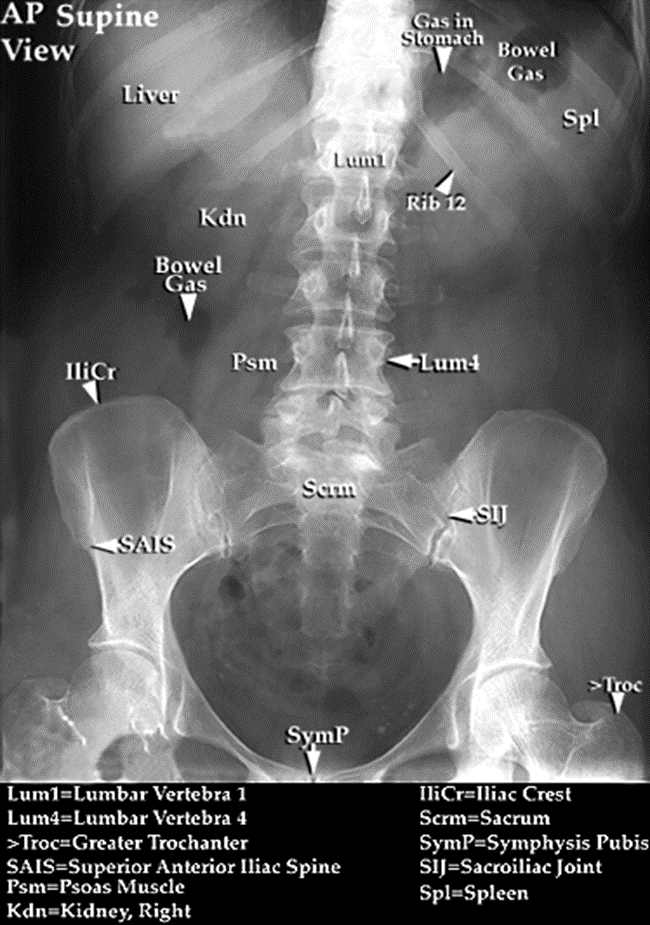 AP Supine
View
Gas in
Stomach
Bowel
Gas
Liver
Spl
Lum1
Rib 12
Kdn
Bowel
Gas
Psm
Lum4
IliCr
Scrm
SIJ
SAIS
>Troc
SymP
Lum1=Lumbar Vertebra 1
Lum4=Lumbar Vertebra 4
>Troc=Greater Trochanter
SAIS=Superior Anterior Iliac Spine
Psm=Psoas Muscle
Kdn=Kidney, Right
IliCr=Iliac Crest
Scrm=Sacrum
SymP=Symphysis Pubis
SIJ=Sacroiliac Joint
Spl=Spleen